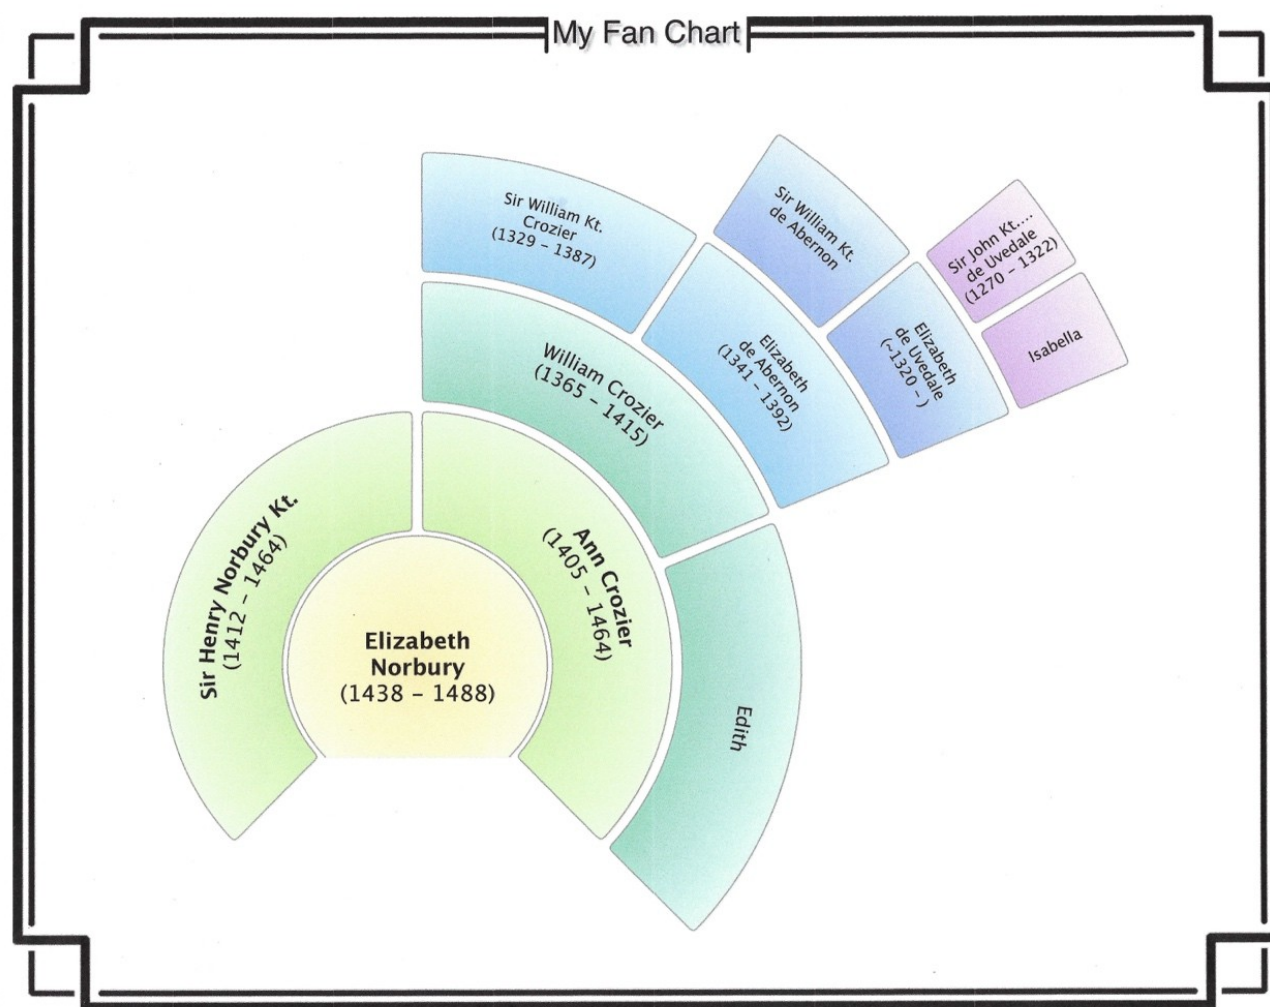 My Fan Chart
Sir William Kt.
Crozier
(1329 – 1387)
Sir William Kt.
de Abernon
Sir John Kt....
de Uvedale
(1270 – 1322)
Isabella
Elizabeth
de Uvedale
(~1320 – )
Elizabeth
de Abernon
(1341 – 1392)
William Crozier
(1365 – 1415)
Sir Henry Norbury Kt.
(1412 – 1464)
Ann Crozier
(1405 – 1464)
Elizabeth
Norbury
(1438 – 1488)
Edith